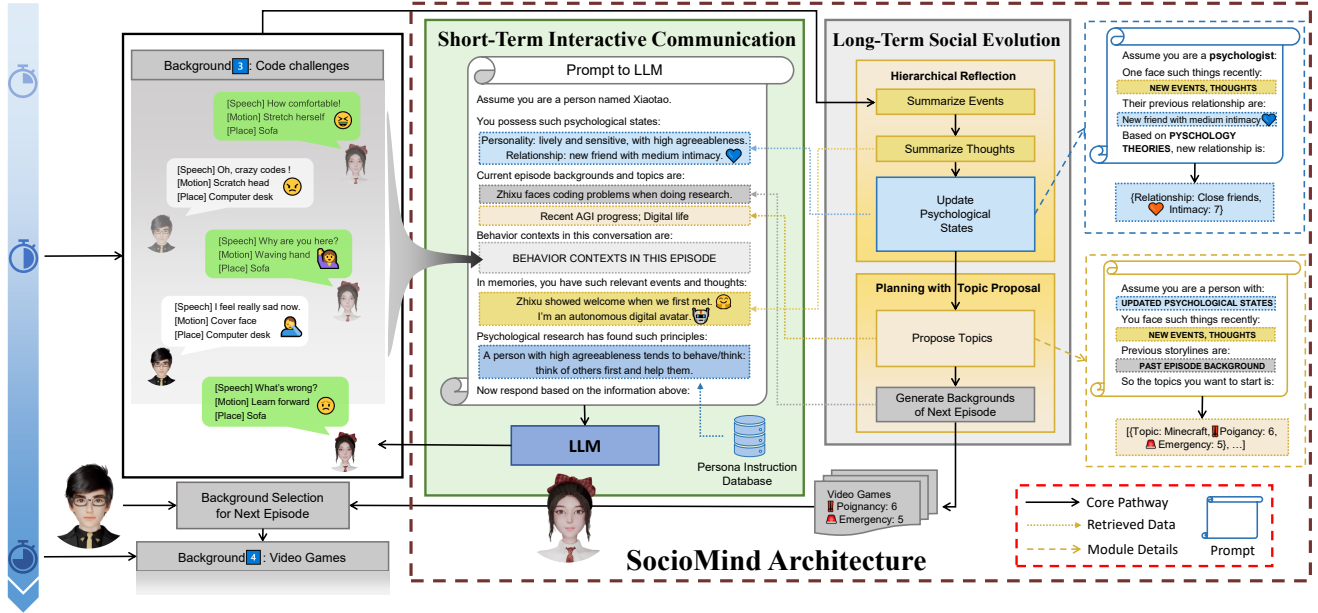 Background 3 : Code challenges
[Speech] How comfortable!
[Motion] Stretch herself
[Place] Sofa
[Speech] Oh, crazy codes !
[Motion] Scratch head
[Place] Computer desk
[Speech] Why are you here?
[Motion] Waving hand
[Place] Sofa
[Speech] I feel really sad now.
[Motion] Cover face
[Place] Computer desk
[Speech] What's wrong?
[Motion] Learn forward
[Place] Sofa
Background Selection
for Next Episode
Background 4 : Video Games
Short-Term Interactive Communication
Prompt to LLM
Assume you are a person named Xiaotao.
You possess such psychological states:
Personality: lively and sensitive, with high agreeableness.
Relationship: new friend with medium intimacy.
Current episode backgrounds and topics are:
Zhixu faces coding problems when doing research.
Recent AGI progress; Digital life
Behavior contexts in this conversation are:
BEHAVIOR CONTEXTS IN THIS EPISODE
In memories, you have such relevant events and thoughts:
Zhixu showed welcome when we first met.
I'm an autonomous digital avatar.
Psychological research has found such principles:
A person with high agreeableness tends to behave/think:
think of others first and help them.
Now respond based on the information above:
LLM
Persona Instruction
Database
Long-Term Social Evolution
Hierarchical Reflection
Summarize Events
Summarize Thoughts
Update
Psychological
States
Planning with Topic Proposal
Propose Topics
Generate Backgrounds
of Next Episode
Video Games
Poignancy: 6
Emergency: 5
SocioMind Architecture
Assume you are a psychologist:
One face such things recently:
NEW EVENTS, THOUGHTS
Their previous relationship are:
New friend with medium intimacy
Based on PYSCHOLOGY
THEORIES, new relationship is:
{Relationship: Close friends,
Intimacy: 7}
Assume you are a person with:
UPDATED PSYCHOLOGICAL STATES
You face such things recently:
NEW EVENTS, THOUGHTS
Previous storylines are:
PAST EPISODE BACKGROUND
So the topics you want to start is:
[{Topic: Minecraft, Poigancy: 6,
Emergency: 5}, ...]
Core Pathway
Retrieved Data
Module Details
Prompt